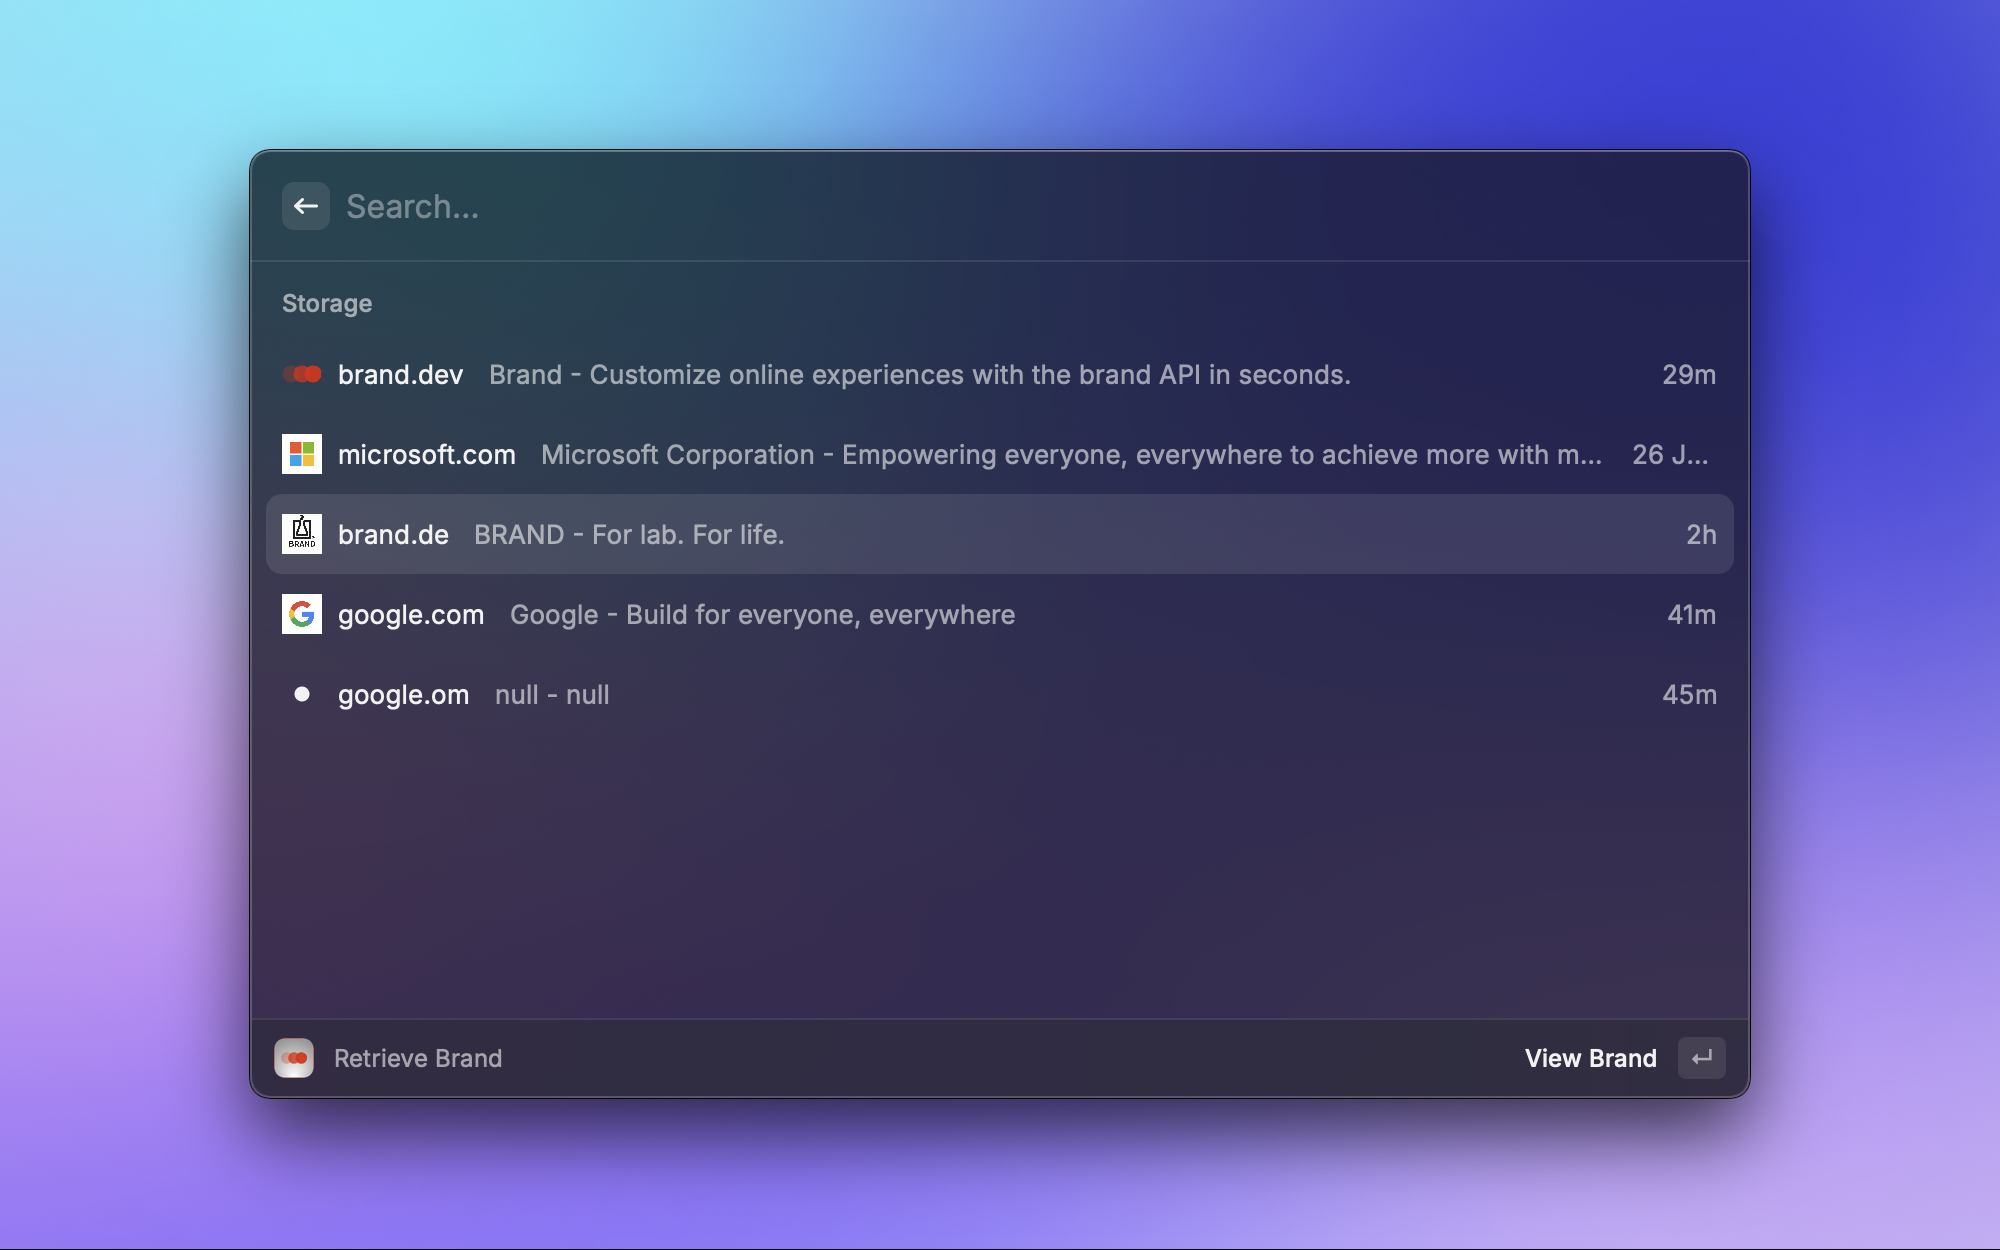 Search...
Storage
brand.dev Brand - Customize online experiences with the brand API in seconds. 29m
microsoft.com Microsoft Corporation - Empowering everyone, everywhere to achieve more with m... 26 J...
BRAND brand.de BRAND - For lab. For life. 2h
google.com Google - Build for everyone, everywhere 41m
google.om null - null 45m
Retrieve Brand View Brand